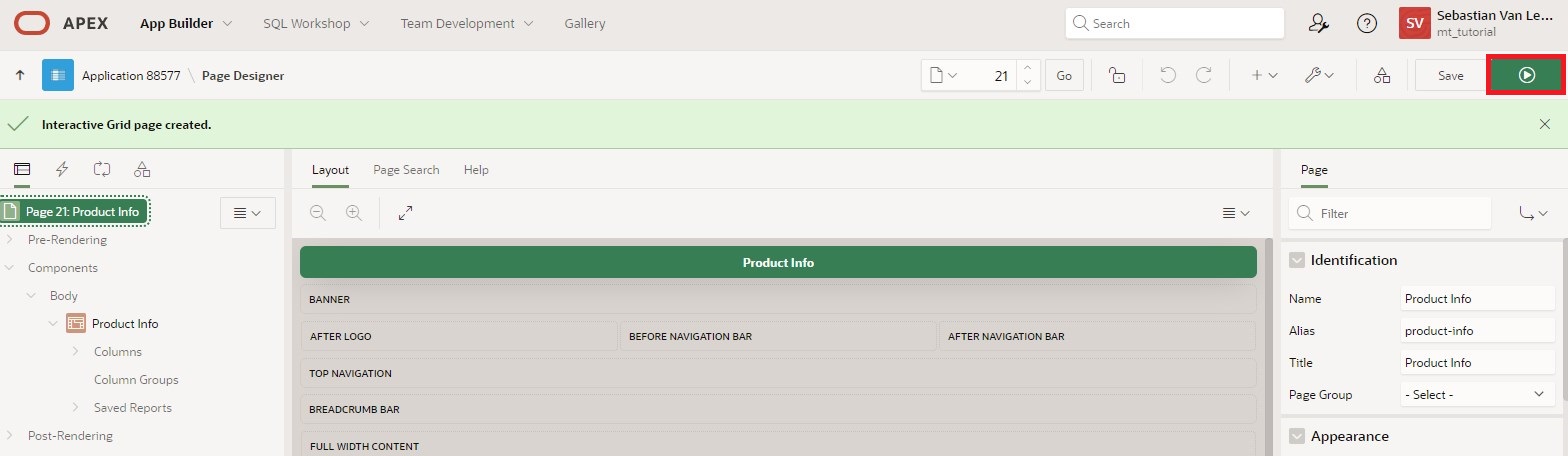 APEX App Builder SQL Workshop Team Development Gallery Search SV Sebastian Van Le...
mt_tutorial
Application 88577 \ Page Designer 21 Go Save
Interactive Grid page created.
Layout Page Search Help Page
Page 21: Product Info Filter
Pre-Rendering
Components
Body
Product Info
Columns
Column Groups
Saved Reports
Post-Rendering
Product Info
BANNER
AFTER LOGO BEFORE NAVIGATION BAR AFTER NAVIGATION BAR
TOP NAVIGATION
BREADCRUMB BAR
FULL WIDTH CONTENT
Identification
Name Product Info
Alias product-info
Title Product Info
Page Group - Select -
Appearance